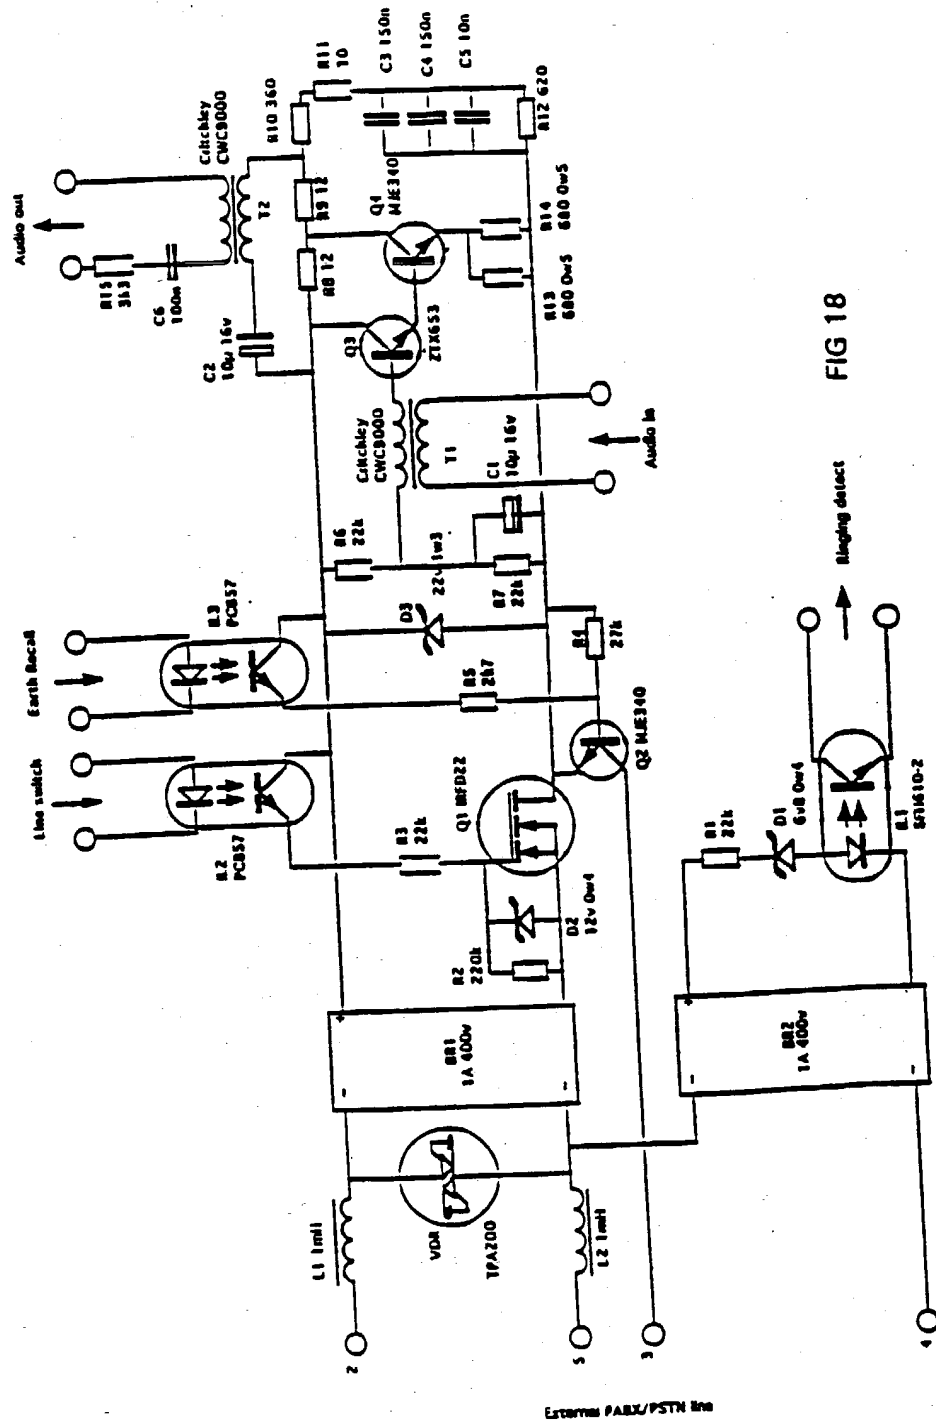 Audio out
Critchley
CWC9000
T2
R15
3k3
C6
100n
C2
10µ 16v
R10 360
R11
10
C3 150n
C4 150n
C5 10n
R12 620
R9 12
R8 12
Q4
MJE340
Q3
ZTX653
R14
680 0w5
R13
680 0w5
Critchley
CWC9000
T1
C1
10µ 16v
Audio in
R6
22k
22v 1w3
D3
R7
22k
R4
27k
R5
2k7
Earth Recall
IL3
PC857
Line switch
IL2
PC857
R3
22k
Q1 IRFD22
Q2 MJE340
R2
220k
D2
12v 0w4
+
BR1
1A 400v
-
-
VDR
TPA200
L1 1mH
L2 1mH
2
5
3
4
External PABX/PSTN line
+
BR2
1A 400v
-
-
R1
22k
D1
6v8 0w4
IL1
SFH610-2
Ringing detect
FIG 18